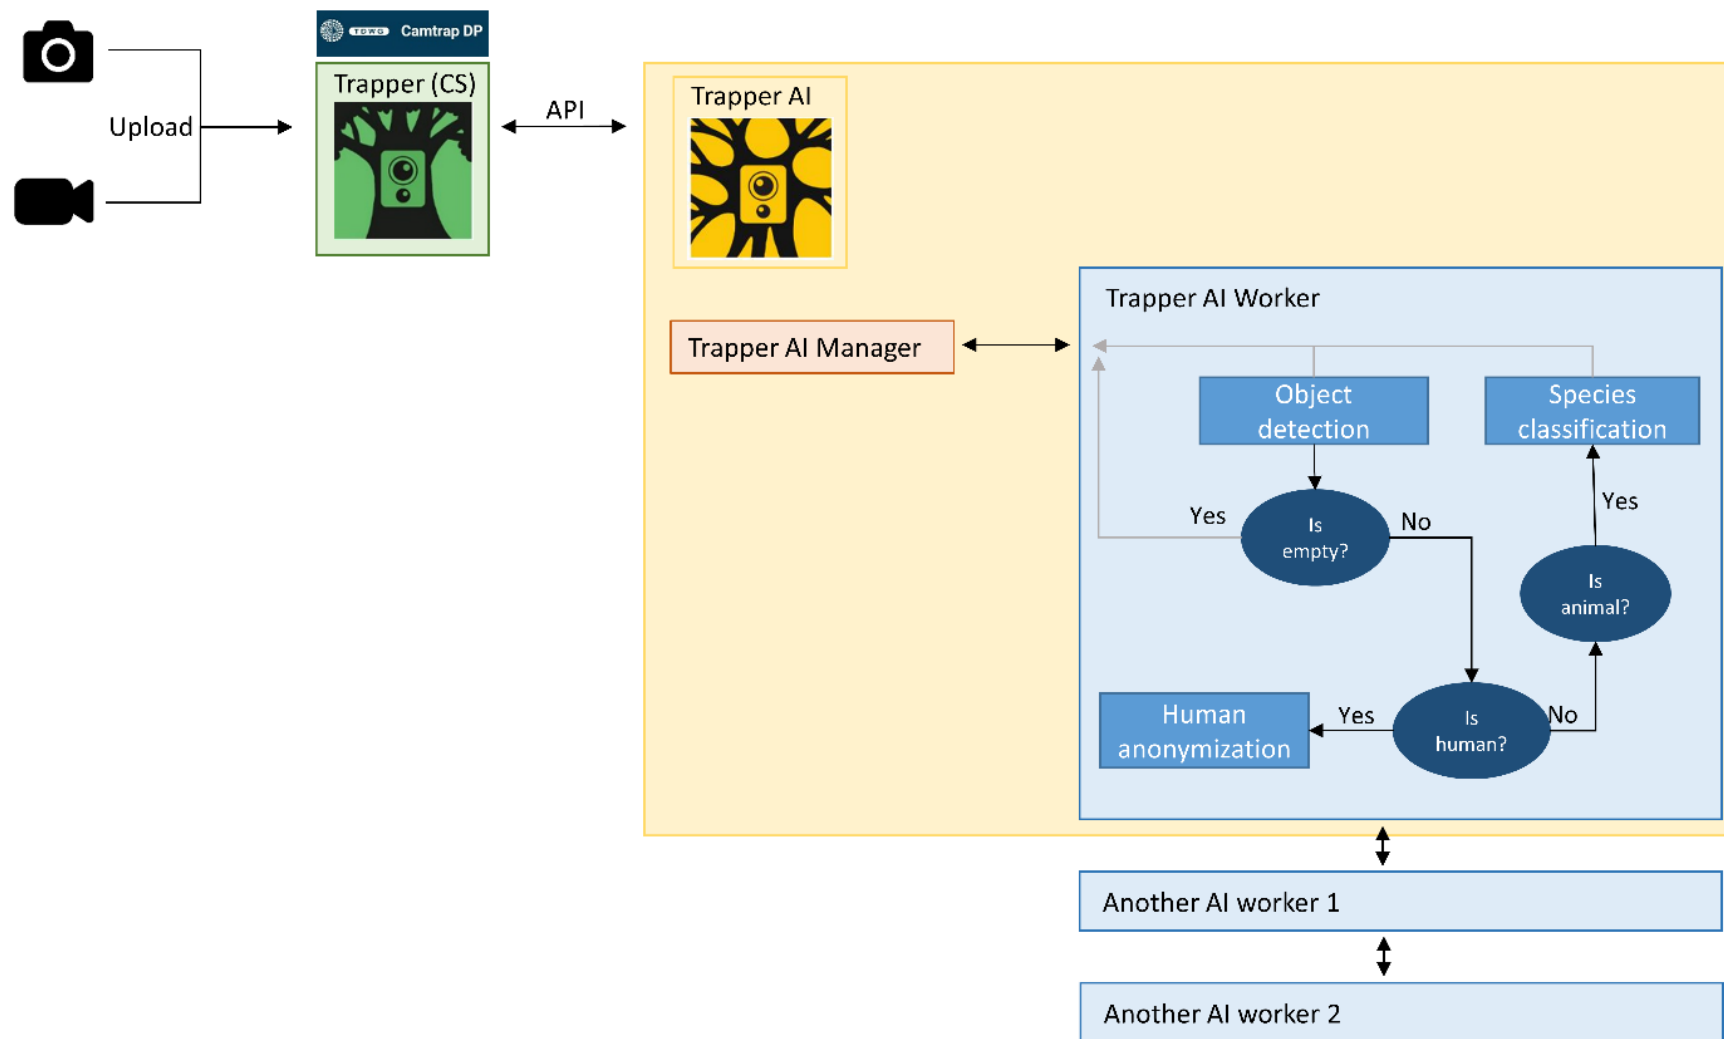 TDWG Camtrap DP
Trapper (CS)
Upload
API
Trapper AI
Trapper AI Manager
Trapper AI Worker
Object
detection
Species
classification
Is
empty?
Yes
No
Yes
Is
animal?
Human
anonymization
Yes
Is
human?
No
Another AI worker 1
Another AI worker 2